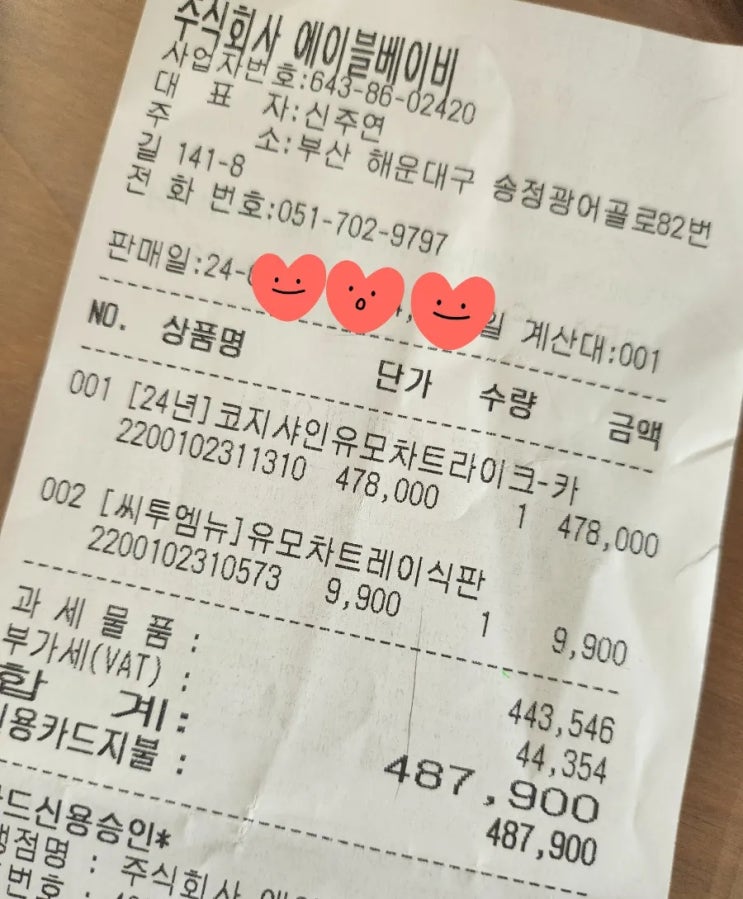 주식회사 에이블베이비
사업자번호:643-86-02420
대 표 자:신주연
주 소:부산 해운대구 송정광어골로82번
길 141-8
전 화 번호:051-702-9797
판매일:24- 일 계산대:001
NO. 상품명 단가 수량 금액
001 [24년]코지샤인유모차트라이크-카
2200102311310 478,000 1 478,000
002 [씨투엠뉴]유모차트레이식판
2200102310573 9,900 1 9,900
과 세 물 품 : 443,546
부가세(VAT) : 44,354
합 계: 487,900
신용카드지불 : 487,900
카드신용승인*
맹점명 : 주식회사
번호 :